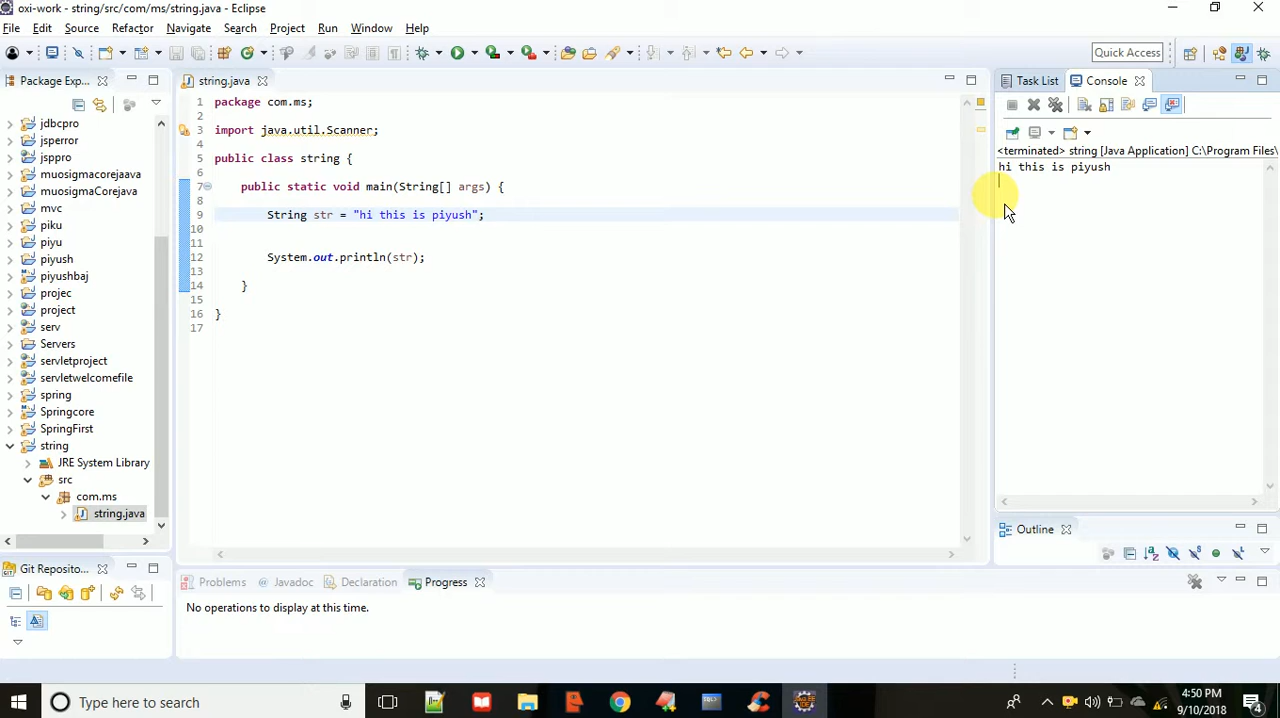 oxi-work - string/src/com/ms/string.java - Eclipse
File Edit Source Refactor Navigate Search Project Run Window Help
Quick Access
Package Exp...
jdbcpro
jsperror
jsppro
muosigmacorejaava
muosigmaCorejava
mvc
piku
piyu
piyush
piyushbaj
projec
project
serv
Servers
servletproject
servletwelcomefile
spring
Springcore
SpringFirst
string
JRE System Library
src
com.ms
string.java
Git Reposito...
string.java
1 package com.ms;
2
3 import java.util.Scanner;
4
5 public class string {
6
7 public static void main(String[] args) {
8
9 String str = "hi this is piyush";
10
11
12 System.out.println(str);
13
14 }
15
16 }
17
Task List Console
<terminated> string [Java Application] C:\Program Files\
hi this is piyush
Outline
Problems @ Javadoc Declaration Progress
No operations to display at this time.
Type here to search
4:50 PM
9/10/2018
4